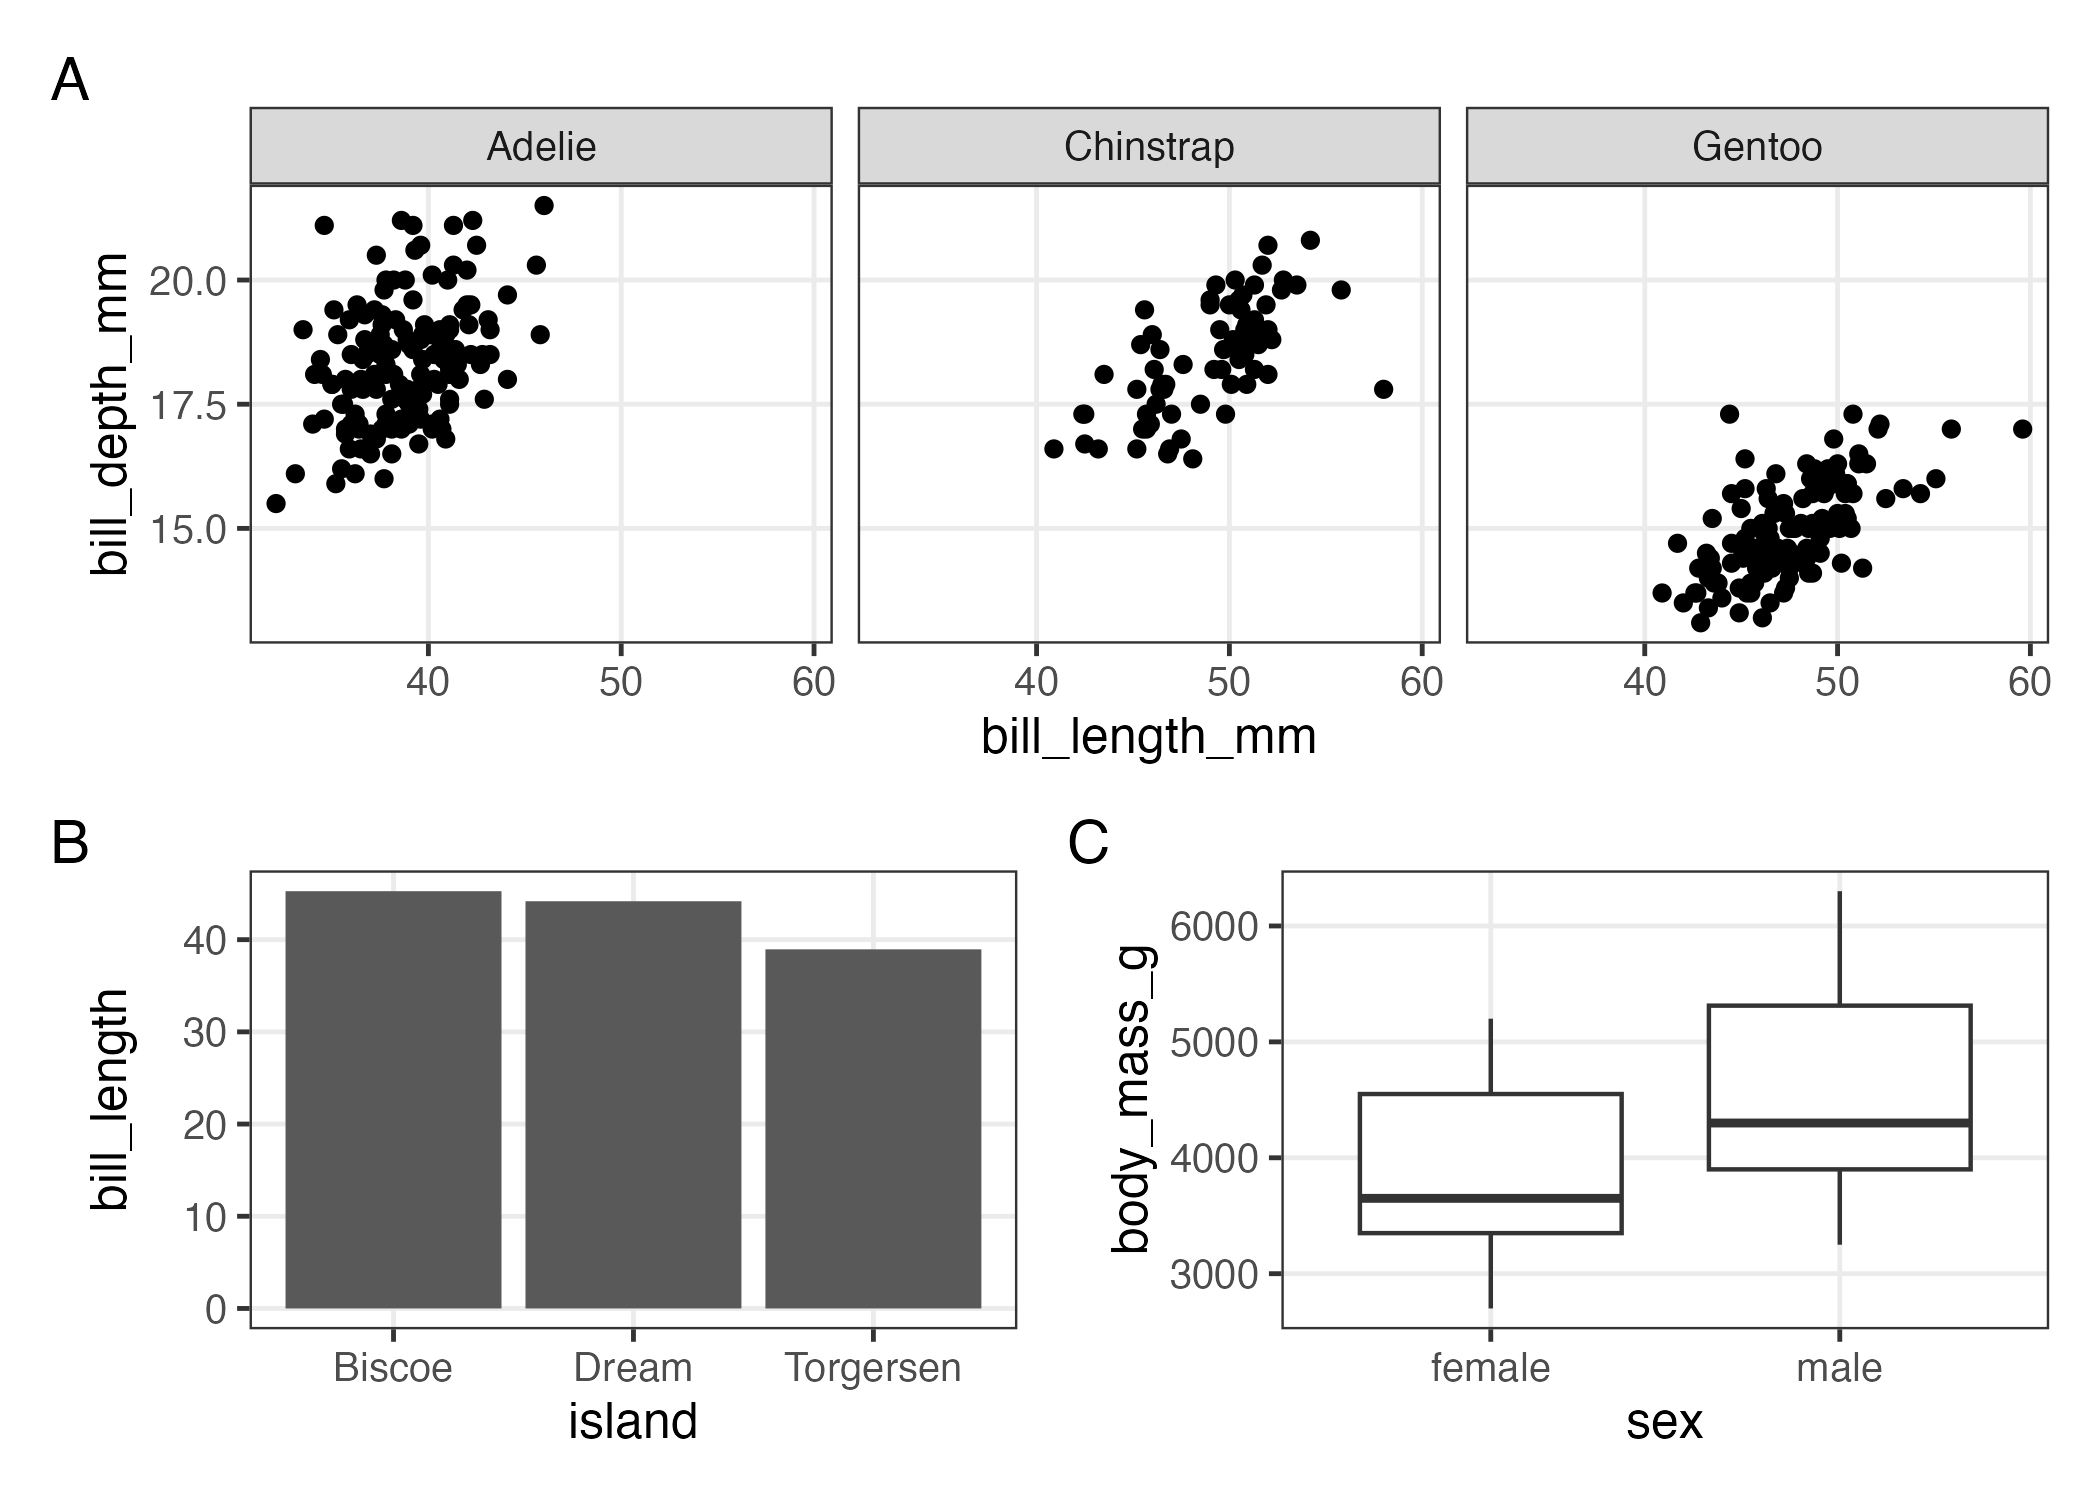 A
Adelie Chinstrap Gentoo
bill_depth_mm
20.0
17.5
15.0
40 50 60 40 50 60 40 50 60
bill_length_mm
B
bill_length
40
30
20
10
0
Biscoe Dream Torgersen
island
C
body_mass_g
6000
5000
4000
3000
female male
sex